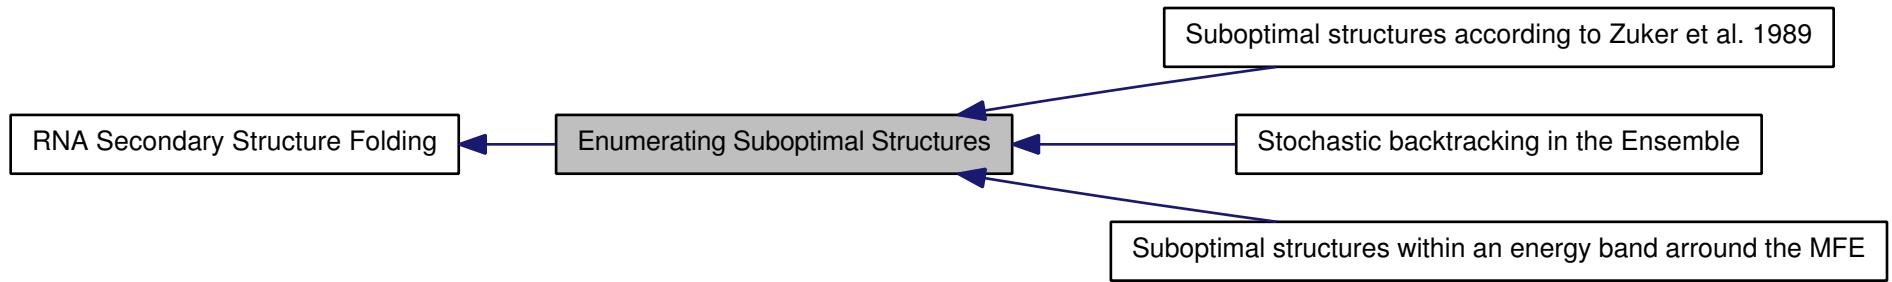 Suboptimal structures according to Zuker et al. 1989
RNA Secondary Structure Folding
Enumerating Suboptimal Structures
Stochastic backtracking in the Ensemble
Suboptimal structures within an energy band arround the MFE